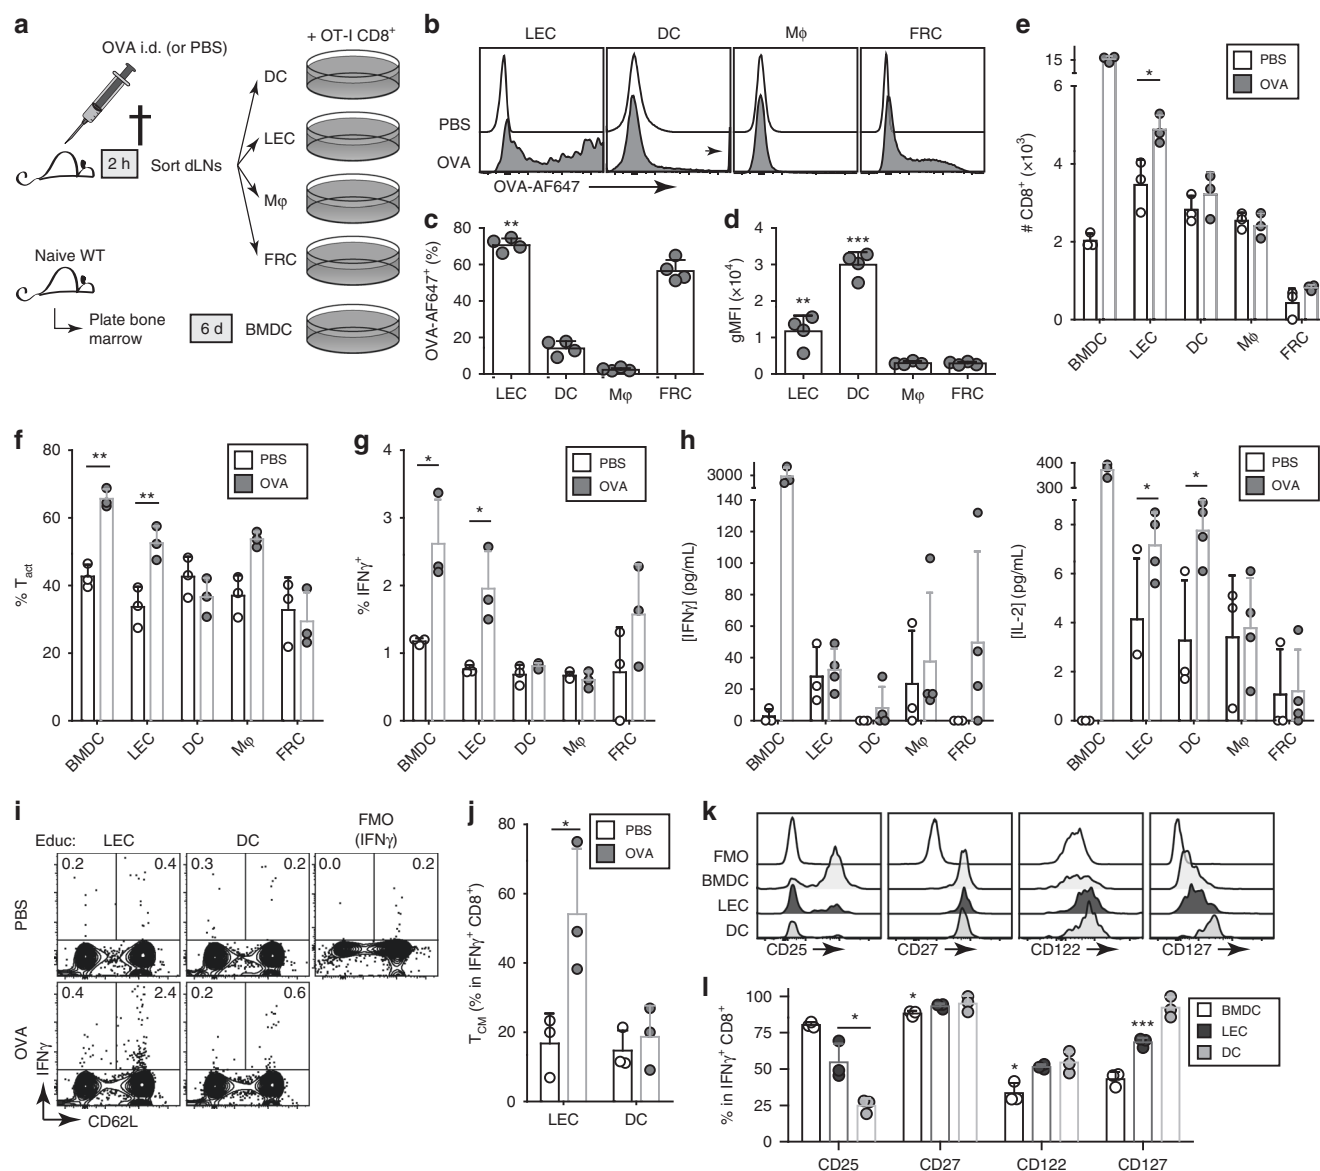 a
OVA i.d. (or PBS)
+ OT-I CD8+
DC
LEC
2 h
Sort dLNs
Mφ
FRC
Naive WT
Plate bone
marrow
6 d
BMDC
b
LEC
DC
Mϕ
FRC
PBS
OVA
OVA-AF647
c
OVA-AF647+ (%)
80
60
40
20
0
**
LEC
DC
Mφ
FRC
d
gMFI (×104)
4
3
2
1
0
**
***
LEC
DC
Mφ
FRC
e
# CD8+ (×103)
15
6
4
2
0
*
PBS
OVA
BMDC
LEC
DC
Mϕ
FRC
f
% Tact
80
60
40
20
0
**
**
PBS
OVA
BMDC
LEC
DC
Mφ
FRC
g
% IFNγ+
4
3
2
1
0
*
*
PBS
OVA
BMDC
LEC
DC
Mφ
FRC
h
[IFNγ] (pg/mL)
3000
140
120
100
80
60
40
20
0
BMDC
LEC
DC
Mφ
FRC
[IL-2] (pg/mL)
400
300
8
6
4
2
0
*
*
PBS
OVA
BMDC
LEC
DC
Mφ
FRC
i
Educ:
LEC
DC
FMO
(IFNγ)
PBS
0.2
0.4
0.3
0.2
0.0
0.2
OVA
0.4
2.4
0.2
0.6
IFNγ
CD62L
j
TCM (% in IFNγ+ CD8+)
80
60
40
20
0
*
PBS
OVA
LEC
DC
k
FMO
BMDC
LEC
DC
CD25
CD27
CD122
CD127
l
% in IFNγ+ CD8+
100
75
50
25
0
*
*
*
***
BMDC
LEC
DC
CD25
CD27
CD122
CD127